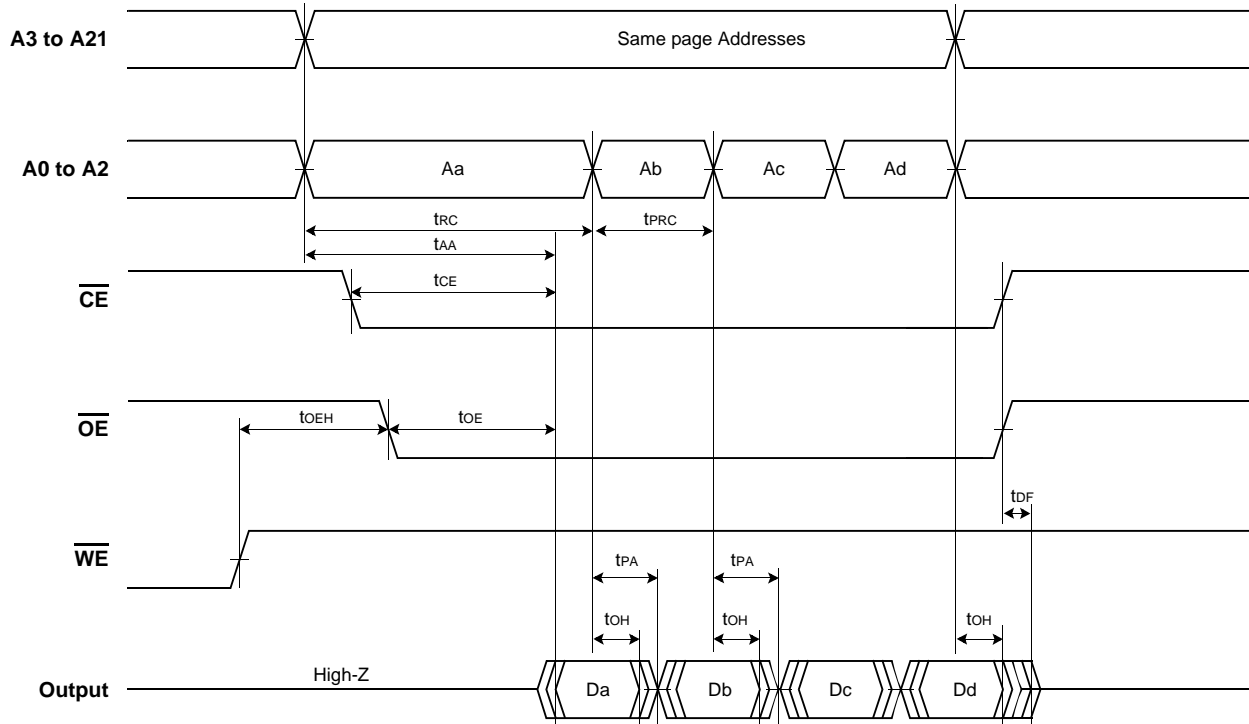 A3 to A21
Same page Addresses
A0 to A2
Aa
Ab
Ac
Ad
tRC
tPRC
tAA
CE
tCE
OE
tOEH
tOE
tDF
WE
tPA
tPA
tOH
tOH
tOH
Output
High-Z
Da
Db
Dc
Dd